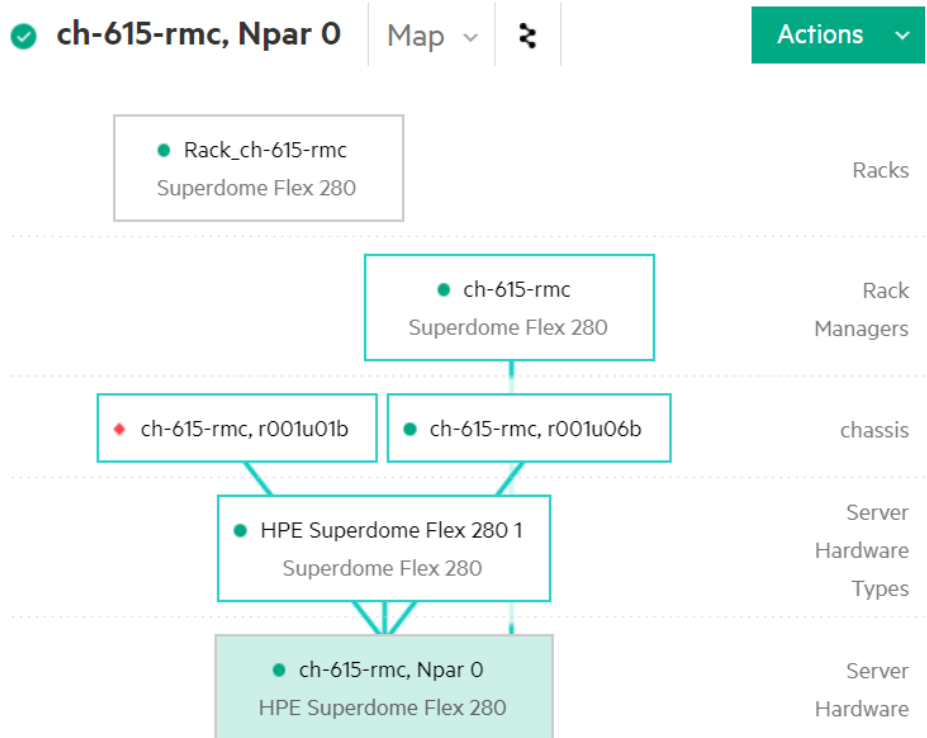 ch-615-rmc, Npar 0 Map Actions
Rack_ch-615-rmc
Superdome Flex 280
Racks
ch-615-rmc
Superdome Flex 280
Rack
Managers
ch-615-rmc, r001u01b
ch-615-rmc, r001u06b
chassis
HPE Superdome Flex 280 1
Superdome Flex 280
Server
Hardware
Types
ch-615-rmc, Npar 0
HPE Superdome Flex 280
Server
Hardware